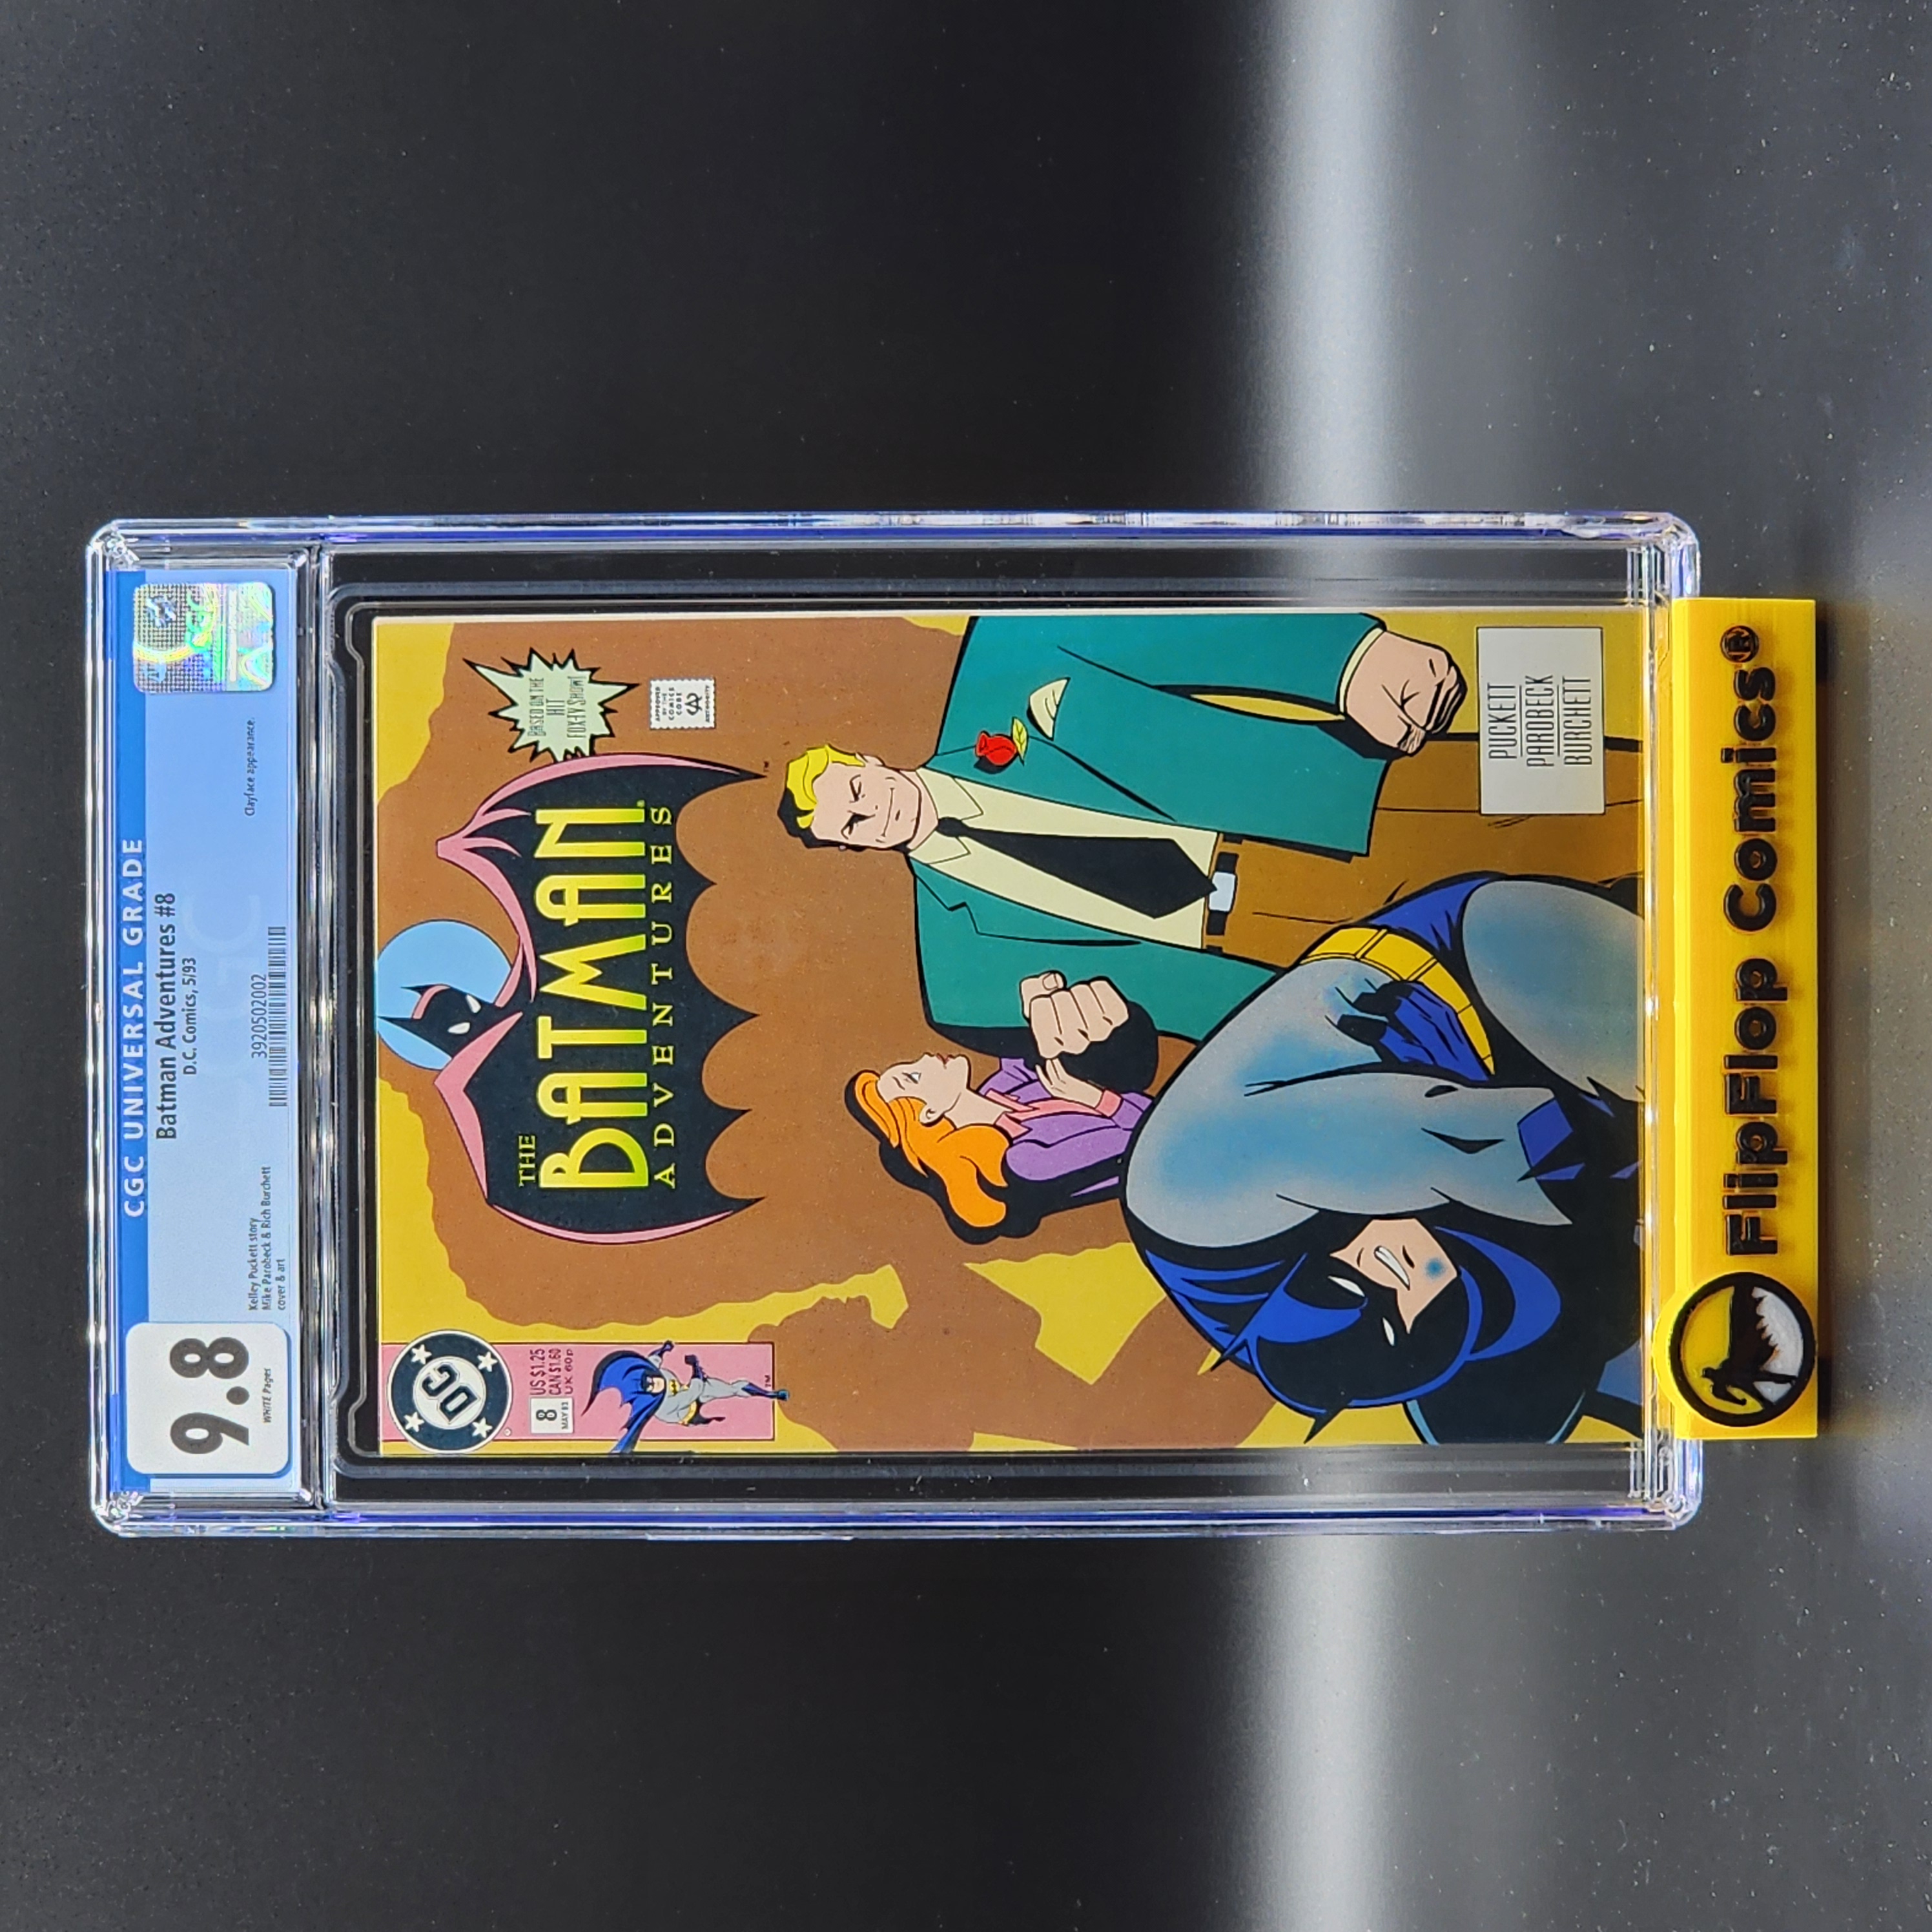 CGC UNIVERSAL GRADE
9.8
WHITE Pages
Batman Adventures #8
D.C. Comics, 5/93
Kelley Puckett story
Mike Parobeck & Rich Burchett
cover & art
3920502002
Clayface appearance.
DC
8
MAY 93
US $1.25
CAN $1.60
UK 60p
TM
THE
BATMAN
ADVENTURES
TM
BASED ON THE
HIT
FOX-TV SHOW!
APPROVED
BY THE
COMICS
CODE
AUTHORITY
PUCKETT
PAROBECK
BURCHETT
FlipFlop Comics®